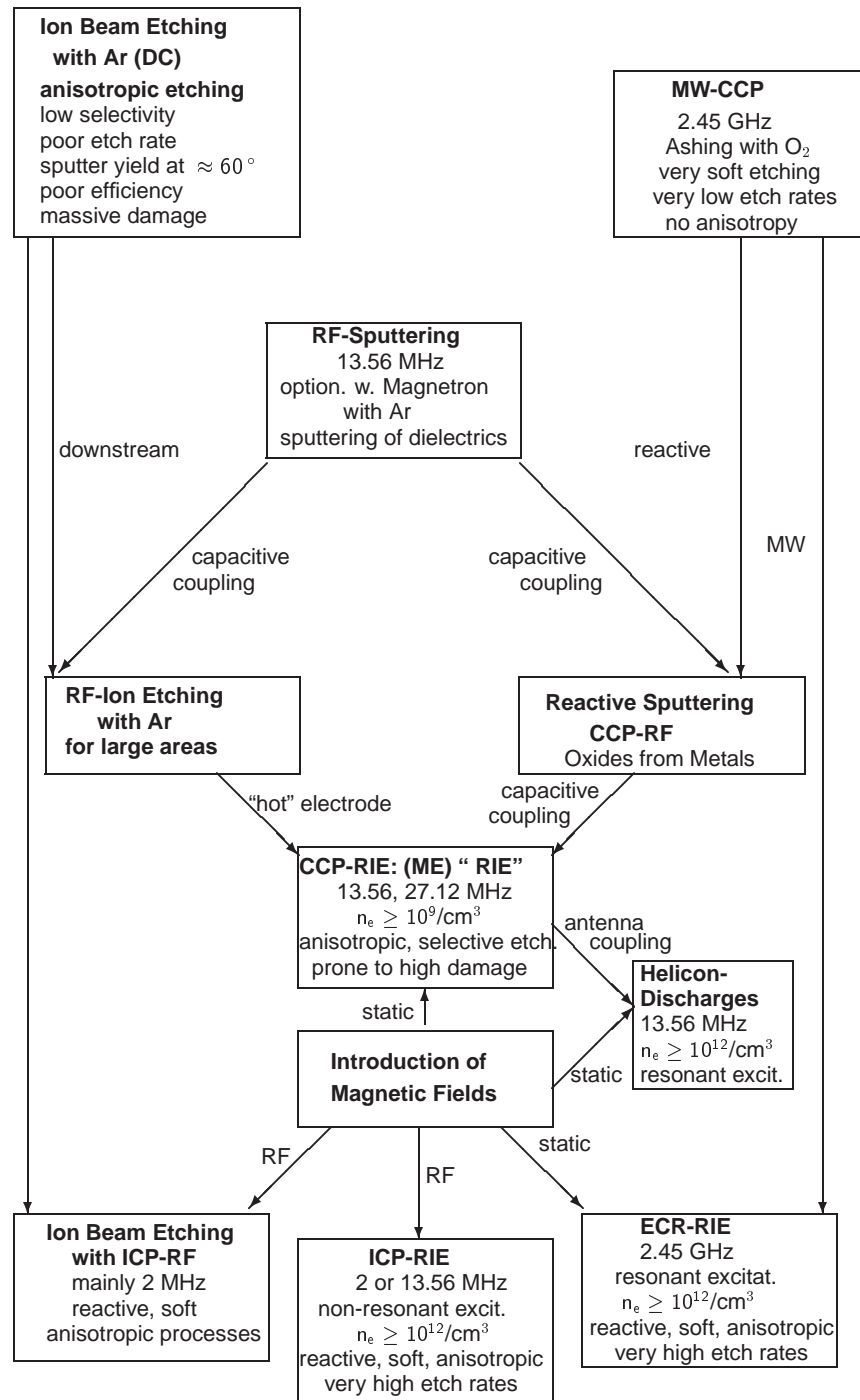 Ion Beam Etching
with Ar (DC)
anisotropic etching
low selectivity
poor etch rate
sputter yield at ≈ 60°
poor efficiency
massive damage
MW-CCP
2.45 GHz
Ashing with O₂
very soft etching
very low etch rates
no anisotropy
RF-Sputtering
13.56 MHz
option. w. Magnetron
with Ar
sputtering of dielectrics
downstream
reactive
MW
capacitive
coupling
capacitive
coupling
RF-Ion Etching
with Ar
for large areas
Reactive Sputtering
CCP-RF
Oxides from Metals
“hot” electrode
capacitive
coupling
CCP-RIE: (ME) “ RIE”
13.56, 27.12 MHz
nₑ ≥ 10⁹/cm³
anisotropic, selective etch.
prone to high damage
antenna
coupling
Helicon-
Discharges
13.56 MHz
nₑ ≥ 10¹²/cm³
resonant excit.
static
Introduction of
Magnetic Fields
static
RF
RF
static
Ion Beam Etching
with ICP-RF
mainly 2 MHz
reactive, soft
anisotropic processes
ICP-RIE
2 or 13.56 MHz
non-resonant excit.
nₑ ≥ 10¹²/cm³
reactive, soft, anisotropic
very high etch rates
ECR-RIE
2.45 GHz
resonant excitat.
nₑ ≥ 10¹²/cm³
reactive, soft, anisotropic
very high etch rates